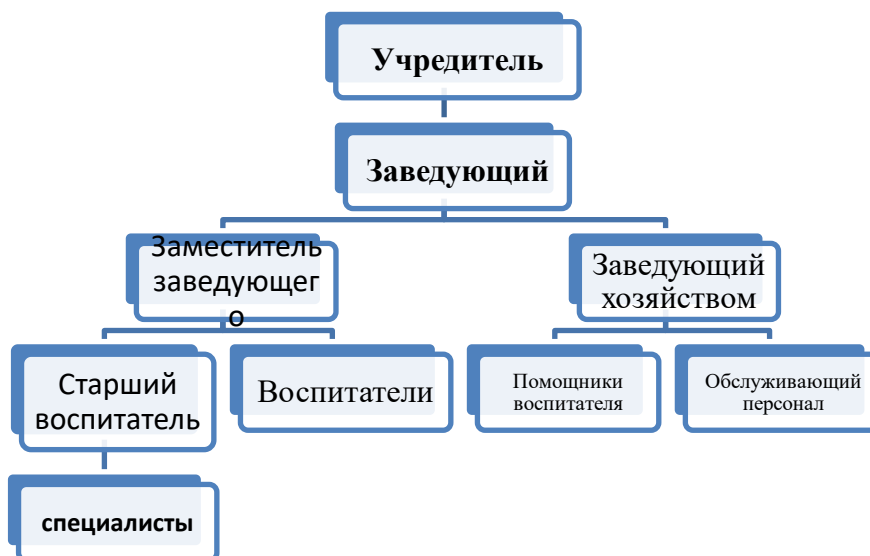 Учредитель
Заведующий
Заместитель
заведующег
о
Заведующий
хозяйством
Старший
воспитатель
Воспитатели
Помощники
воспитателя
Обслуживающий
персонал
специалисты